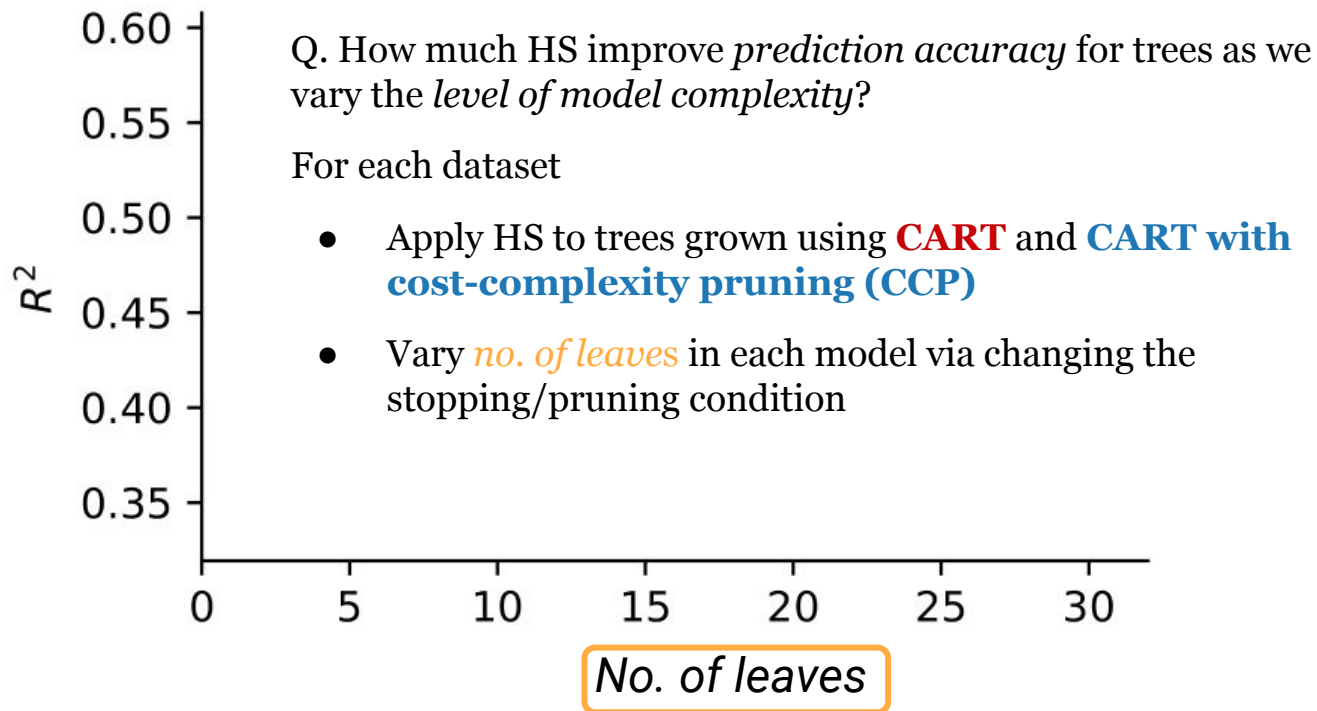 0.60
0.55
0.50
0.45
0.40
0.35
R²
Q. How much HS improve prediction accuracy for trees as we
vary the level of model complexity?
For each dataset
● Apply HS to trees grown using CART and CART with
cost-complexity pruning (CCP)
● Vary no. of leaves in each model via changing the
stopping/pruning condition
0 5 10 15 20 25 30
No. of leaves